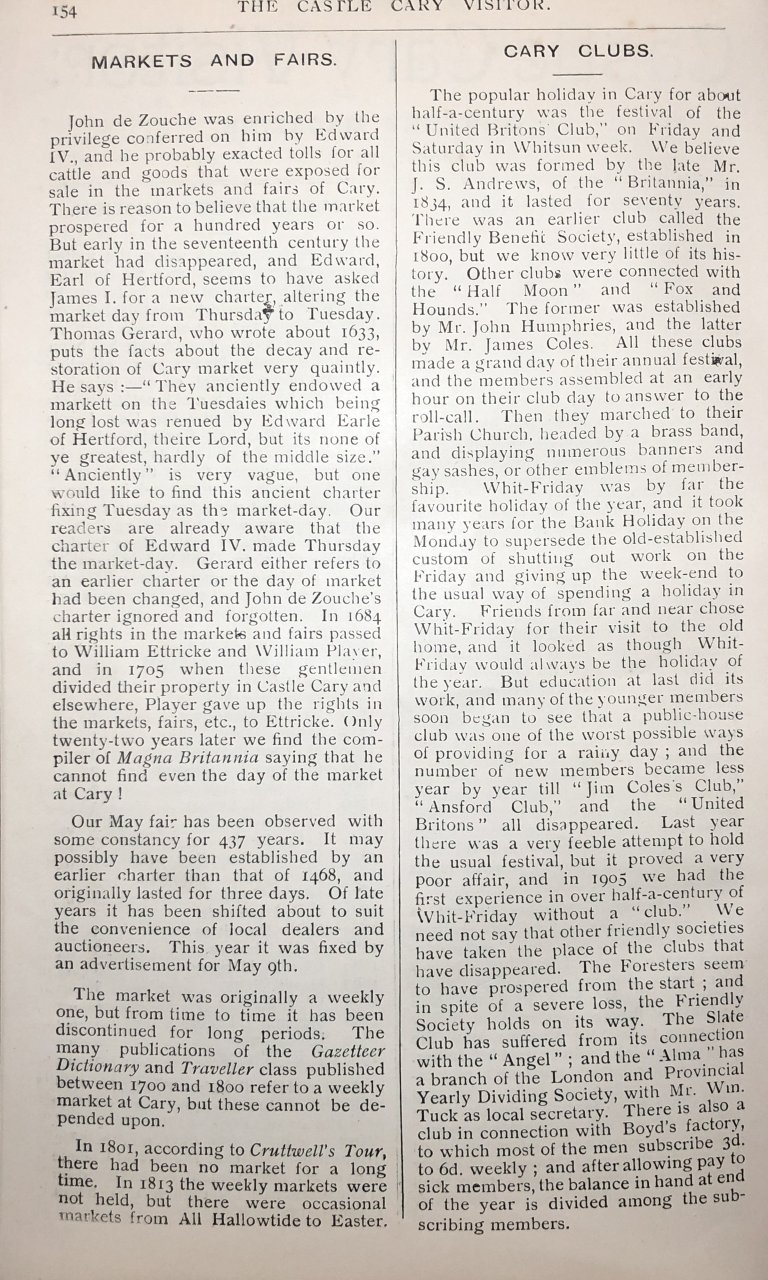 154
THE CASTLE CARY VISITOR.
MARKETS AND FAIRS.
John de Zouche was enriched by the
privilege conferred on him by Edward
IV., and he probably exacted tolls for all
cattle and goods that were exposed for
sale in the markets and fairs of Cary.
There is reason to believe that the market
prospered for a hundred years or so.
But early in the seventeenth century the
market had disappeared, and Edward,
Earl of Hertford, seems to have asked
James I. for a new charter, altering the
market day from Thursday to Tuesday.
Thomas Gerard, who wrote about 1633,
puts the facts about the decay and re-
storation of Cary market very quaintly.
He says :—“ They anciently endowed a
markett on the Tuesdaies which being
long lost was renued by Edward Earle
of Hertford, theire Lord, but its none of
ye greatest, hardly of the middle size.”
“ Anciently ” is very vague, but one
would like to find this ancient charter
fixing Tuesday as the market-day. Our
readers are already aware that the
charter of Edward IV. made Thursday
the market-day. Gerard either refers to
an earlier charter or the day of market
had been changed, and John de Zouche's
charter ignored and forgotten. In 1684
all rights in the markets and fairs passed
to William Ettricke and William Player,
and in 1705 when these gentlemen
divided their property in Castle Cary and
elsewhere, Player gave up the rights in
the markets, fairs, etc., to Ettricke. Only
twenty-two years later we find the com-
piler of Magna Britannia saying that he
cannot find even the day of the market
at Cary !
Our May fair has been observed with
some constancy for 437 years. It may
possibly have been established by an
earlier charter than that of 1468, and
originally lasted for three days. Of late
years it has been shifted about to suit
the convenience of local dealers and
auctioneers. This year it was fixed by
an advertisement for May 9th.
The market was originally a weekly
one, but from time to time it has been
discontinued for long periods. The
many publications of the Gazetteer
Dictionary and Traveller class published
between 1700 and 1800 refer to a weekly
market at Cary, but these cannot be de-
pended upon.
In 1801, according to Cruttwell's Tour,
there had been no market for a long
time. In 1813 the weekly markets were
not held, but there were occasional
markets from All Hallowtide to Easter.
CARY CLUBS.
The popular holiday in Cary for about
half-a-century was the festival of the
“ United Britons Club,” on Friday and
Saturday in Whitsun week. We believe
this club was formed by the late Mr.
J. S. Andrews, of the “ Britannia,” in
1834, and it lasted for seventy years.
There was an earlier club called the
Friendly Benefit Society, established in
1800, but we know very little of its his-
tory. Other clubs were connected with
the “ Half Moon ” and “ Fox and
Hounds.” The former was established
by Mr. John Humphries, and the latter
by Mr. James Coles. All these clubs
made a grand day of their annual festival,
and the members assembled at an early
hour on their club day to answer to the
roll-call. Then they marched to their
Parish Church, headed by a brass band,
and displaying numerous banners and
gay sashes, or other emblems of member-
ship. Whit-Friday was by far the
favourite holiday of the year, and it took
many years for the Bank Holiday on the
Monday to supersede the old-established
custom of shutting out work on the
Friday and giving up the week-end to
the usual way of spending a holiday in
Cary. Friends from far and near chose
Whit-Friday for their visit to the old
home, and it looked as though Whit-
Friday would always be the holiday of
the year. But education at last did its
work, and many of the younger members
soon began to see that a public-house
club was one of the worst possible ways
of providing for a rainy day ; and the
number of new members became less
year by year till “ Jim Coles's Club,”
“ Ansford Club,” and the “ United
Britons ” all disappeared. Last year
there was a very feeble attempt to hold
the usual festival, but it proved a very
poor affair, and in 1905 we had the
first experience in over half-a-century of
Whit-Friday without a “ club.” We
need not say that other friendly societies
have taken the place of the clubs that
have disappeared. The Foresters seem
to have prospered from the start ; and
in spite of a severe loss, the Friendly
Society holds on its way. The Slate
Club has suffered from its connection
with the “ Angel ” ; and the “ Alma ” has
a branch of the London and Provincial
Yearly Dividing Society, with Mr. Wm.
Tuck as local secretary. There is also a
club in connection with Boyd's factory,
to which most of the men subscribe 3d.
to 6d. weekly ; and after allowing pay to
sick members, the balance in hand at end
of the year is divided among the sub-
scribing members.